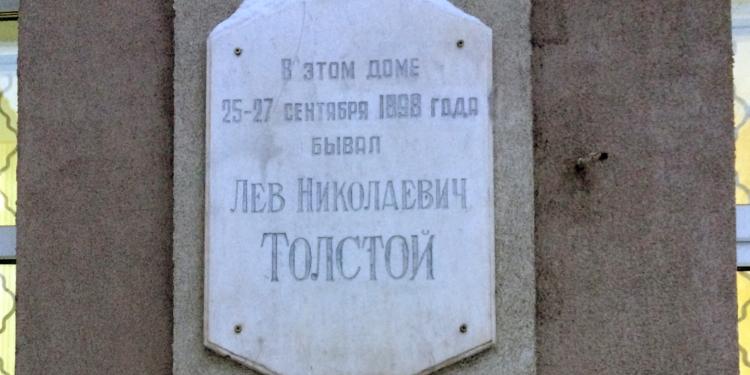 В ЭТОМ ДОМЕ
25-27 СЕНТЯБРЯ 1898 ГОДА
БЫВАЛ
ЛЕВ НИКОЛАЕВИЧ
ТОЛСТОЙ